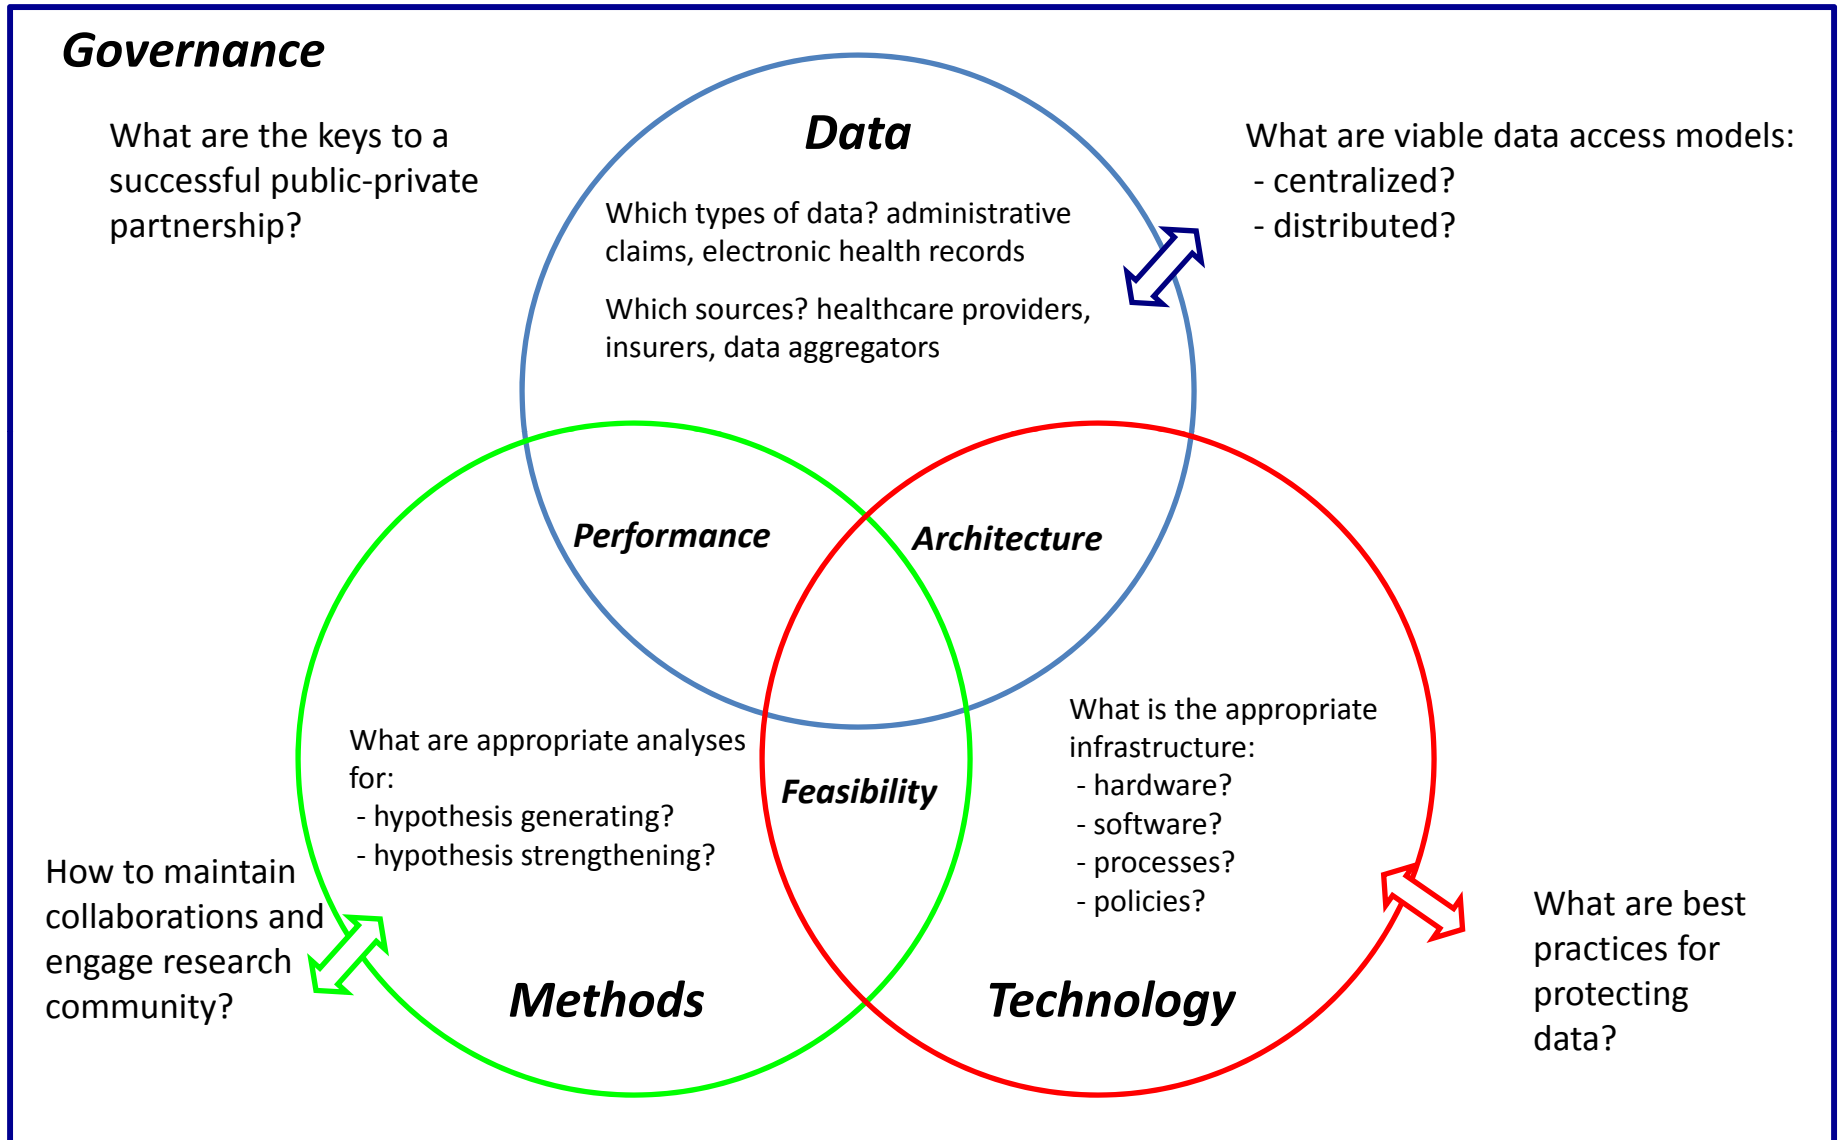 Governance
What are the keys to a
successful public-private
partnership?
Data
Which types of data? administrative
claims, electronic health records
Which sources? healthcare providers,
insurers, data aggregators
What are viable data access models:
- centralized?
- distributed?
Performance
Architecture
Feasibility
What are appropriate analyses
for:
- hypothesis generating?
- hypothesis strengthening?
Methods
What is the appropriate
infrastructure:
- hardware?
- software?
- processes?
- policies?
Technology
How to maintain
collaborations and
engage research
community?
What are best
practices for
protecting
data?